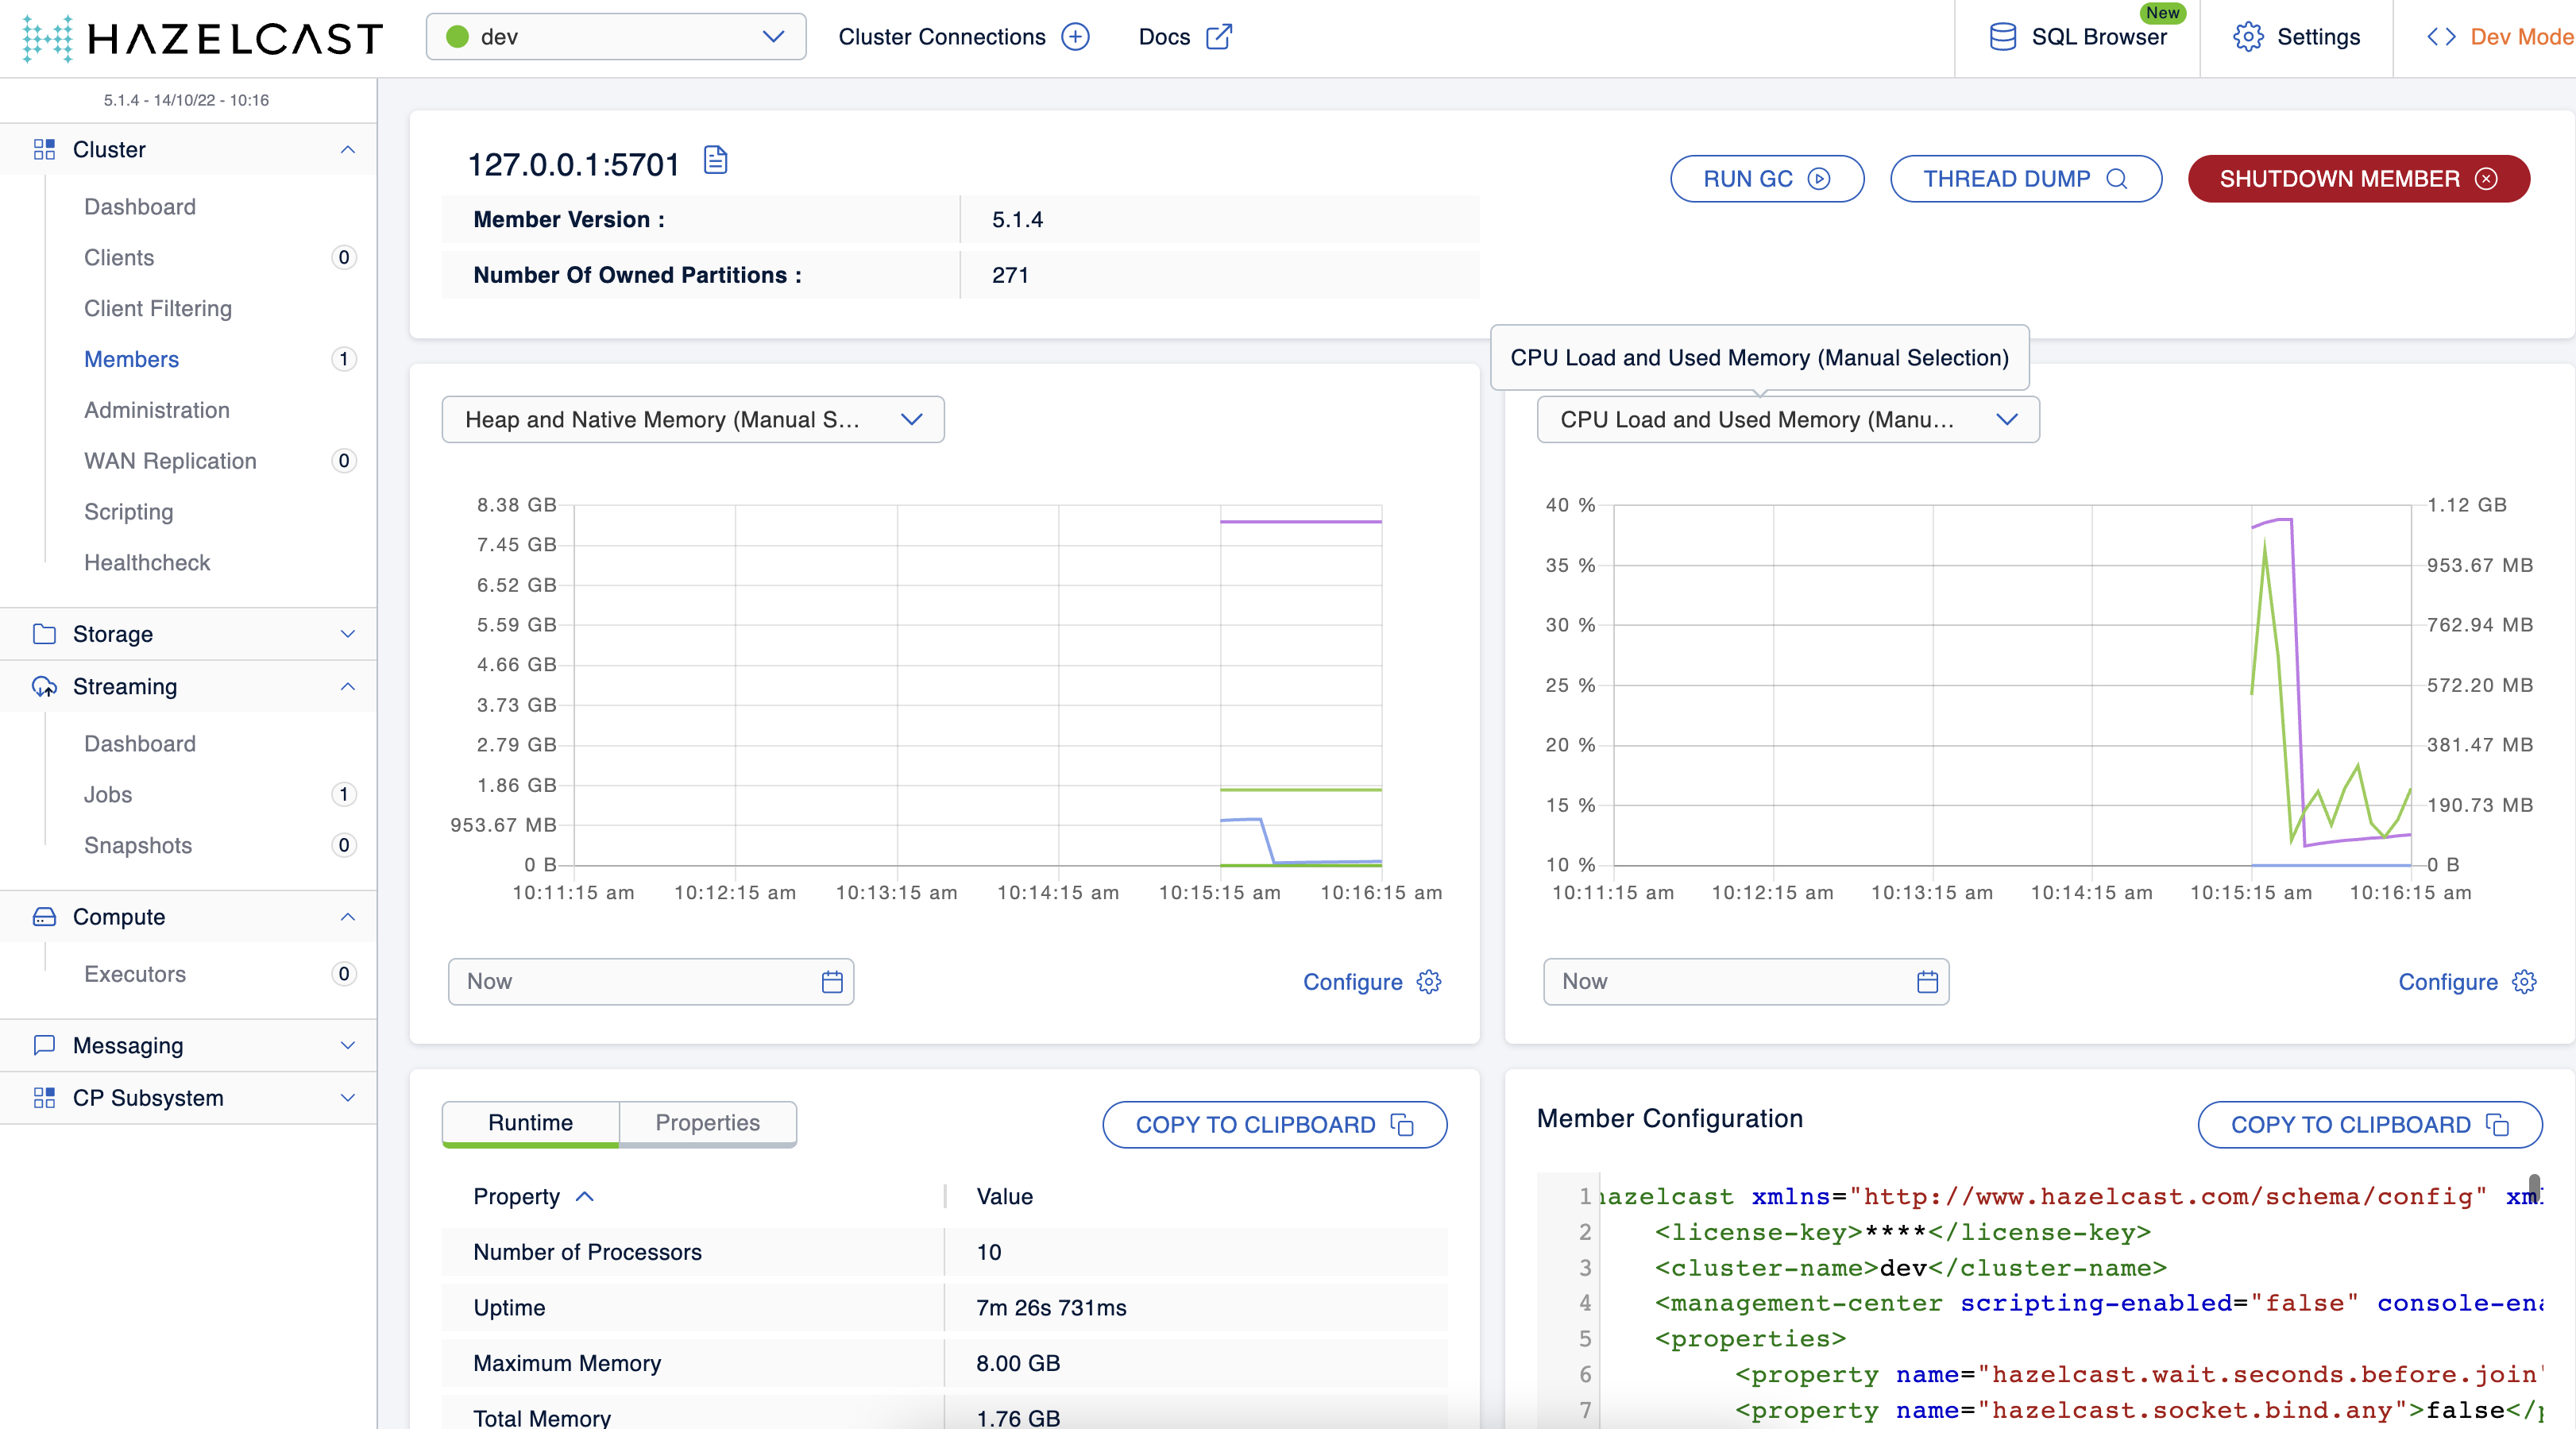 HAZELCAST
dev
Cluster Connections
Docs
New
SQL Browser
Settings
Dev Mode
5.1.4 - 14/10/22 - 10:16
Cluster
Dashboard
Clients 0
Client Filtering
Members 1
Administration
WAN Replication 0
Scripting
Healthcheck
Storage
Streaming
Dashboard
Jobs 1
Snapshots 0
Compute
Executors 0
Messaging
CP Subsystem
127.0.0.1:5701
RUN GC
THREAD DUMP
SHUTDOWN MEMBER
Member Version : 5.1.4
Number Of Owned Partitions : 271
Heap and Native Memory (Manual S...
8.38 GB
7.45 GB
6.52 GB
5.59 GB
4.66 GB
3.73 GB
2.79 GB
1.86 GB
953.67 MB
0 B
10:11:15 am 10:12:15 am 10:13:15 am 10:14:15 am 10:15:15 am 10:16:15 am
Now
Configure
CPU Load and Used Memory (Manual Selection)
CPU Load and Used Memory (Manu...
40 % 1.12 GB
35 % 953.67 MB
30 % 762.94 MB
25 % 572.20 MB
20 % 381.47 MB
15 % 190.73 MB
10 % 0 B
10:11:15 am 10:12:15 am 10:13:15 am 10:14:15 am 10:15:15 am 10:16:15 am
Now
Configure
Runtime
Properties
COPY TO CLIPBOARD
Property Value
Number of Processors 10
Uptime 7m 26s 731ms
Maximum Memory 8.00 GB
Total Memory 1.76 GB
Member Configuration
COPY TO CLIPBOARD
1 hazelcast xmlns="http://www.hazelcast.com/schema/config"
2 <license-key>****</license-key>
3 <cluster-name>dev</cluster-name>
4 <management-center scripting-enabled="false" console-ena
5 <properties>
6 <property name="hazelcast.wait.seconds.before.join"
7 <property name="hazelcast.socket.bind.any">false</p